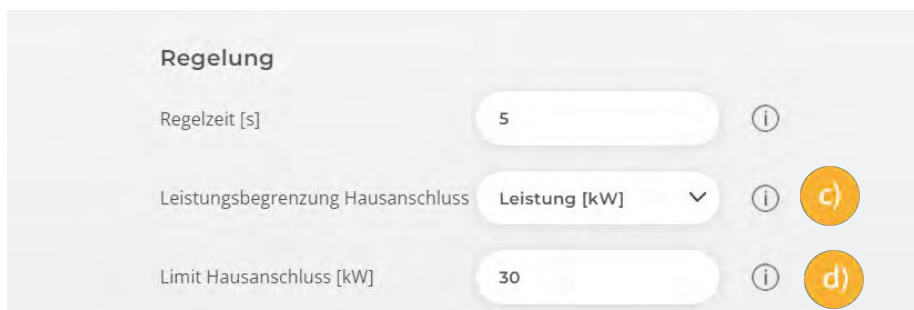 Regelung
Regelzeit [s] 5
Leistungsbegrenzung Hausanschluss Leistung [kW] c)
Limit Hausanschluss [kW] 30 d)